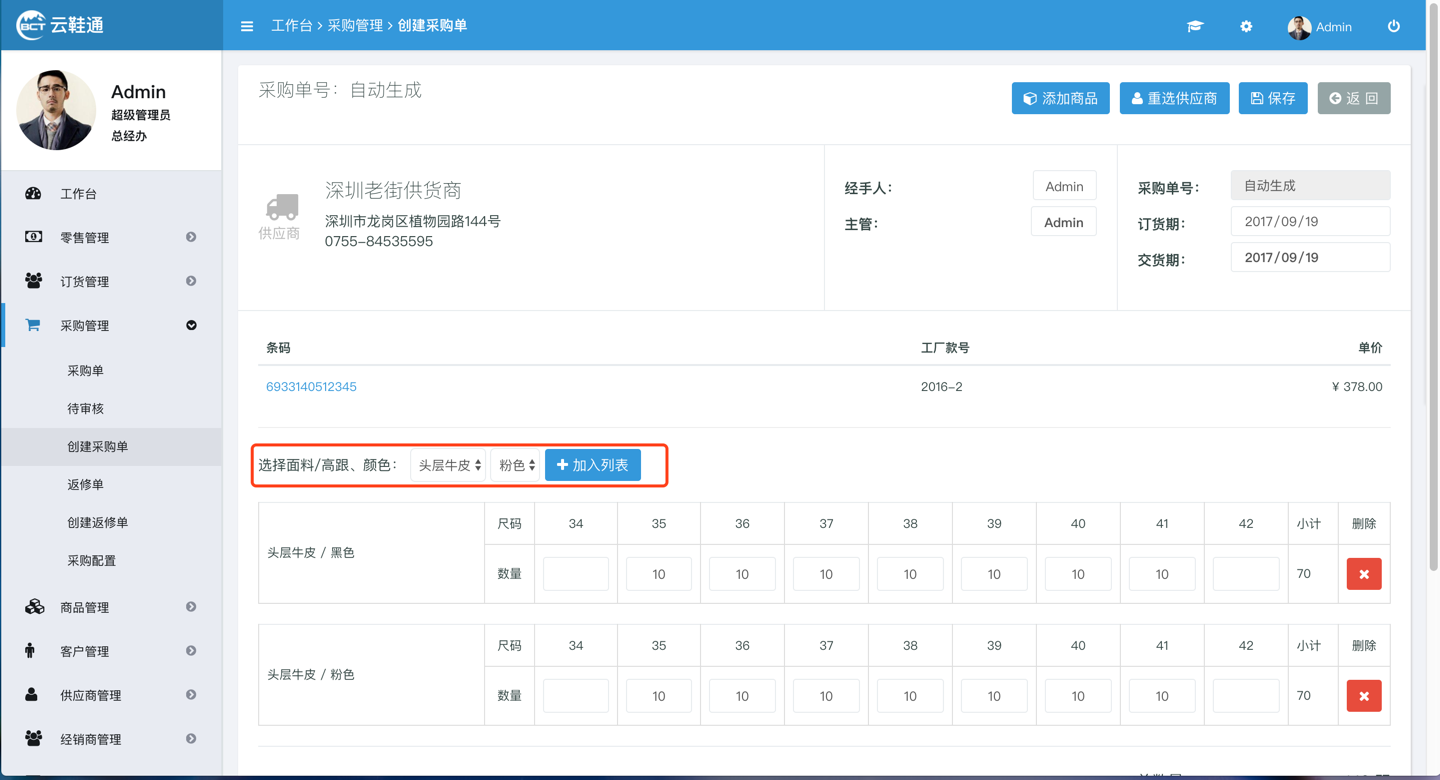 BCT 云鞋通
工作台 > 采购管理 > 创建采购单
Admin
Admin
超级管理员
总经办
工作台
零售管理
订货管理
采购管理
采购单
待审核
创建采购单
返修单
创建返修单
采购配置
商品管理
客户管理
供应商管理
经销商管理
采购单号：自动生成
添加商品
重选供应商
保存
返 回
供应商
深圳老街供货商
深圳市龙岗区植物园路144号
0755-84535595
经手人： Admin
主管： Admin
采购单号： 自动生成
订货期： 2017/09/19
交货期： 2017/09/19
条码 工厂款号 单价
6933140512345 2016-2 ¥ 378.00
选择面料/高跟、颜色： 头层牛皮 粉色 加入列表
头层牛皮 / 黑色
尺码 34 35 36 37 38 39 40 41 42 小计 删除
数量 10 10 10 10 10 10 10 70
头层牛皮 / 粉色
尺码 34 35 36 37 38 39 40 41 42 小计 删除
数量 10 10 10 10 10 10 10 70